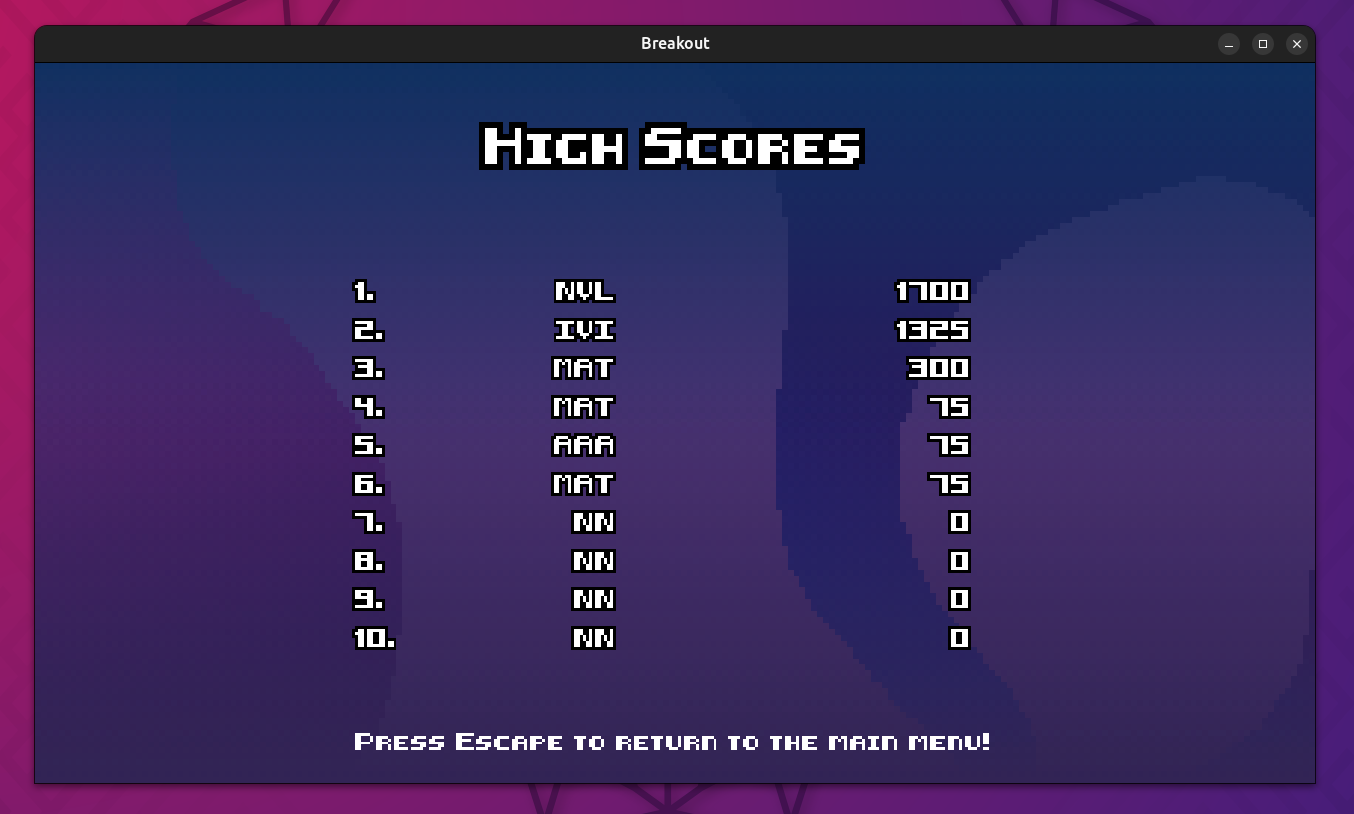 Breakout
High Scores
1. NVL 1700
2. IVI 1325
3. MAT 300
4. MAT 75
5. AAA 75
6. MAT 75
7. NN 0
8. NN 0
9. NN 0
10. NN 0
Press Escape to return to the main menu!